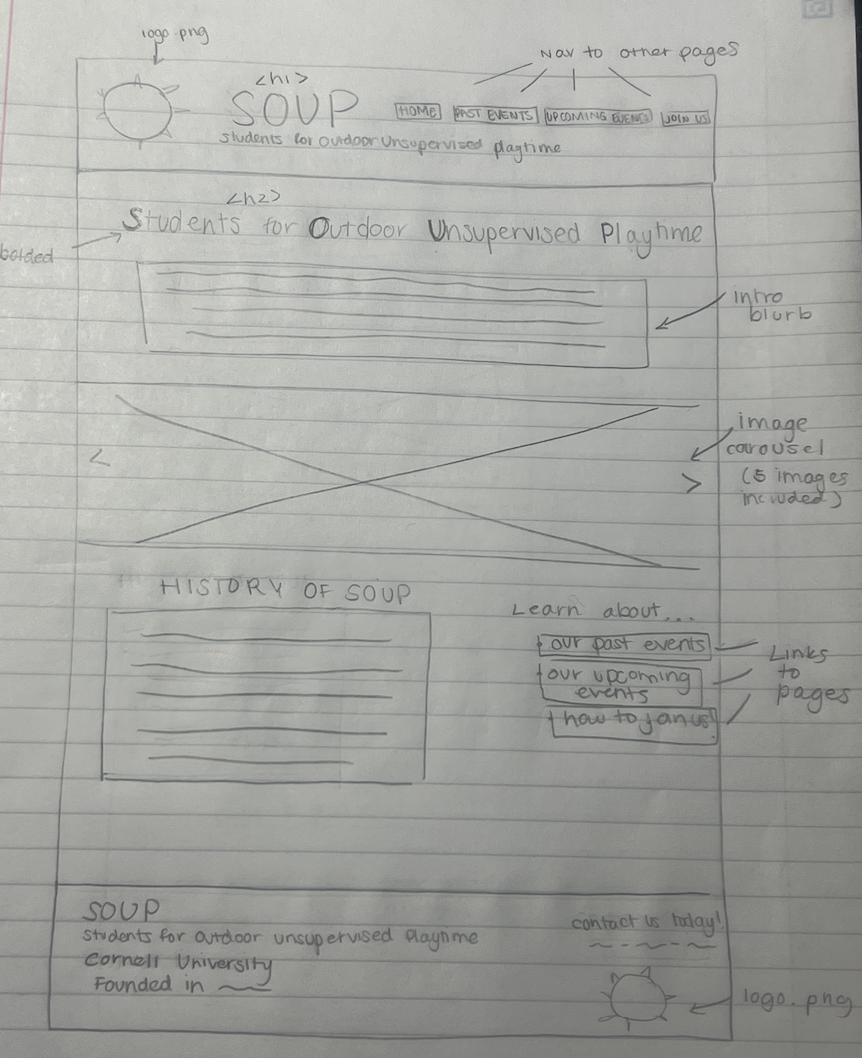 logo.png
Nav to other pages
<h1>
SOUP
HOME
PAST EVENTS
UPCOMING EVENTS
JOIN US
students for outdoor unsupervised playtime
<h2>
Students for Outdoor Unsupervised Playtime
bolded
intro
blurb
<
>
image
carousel
(5 images
included)
HISTORY OF SOUP
Learn about...
our past events
our upcoming
events
how to join us!
Links
to
pages
SOUP
students for outdoor unsupervised playtime
Cornell University
Founded in
contact us today!
logo.png